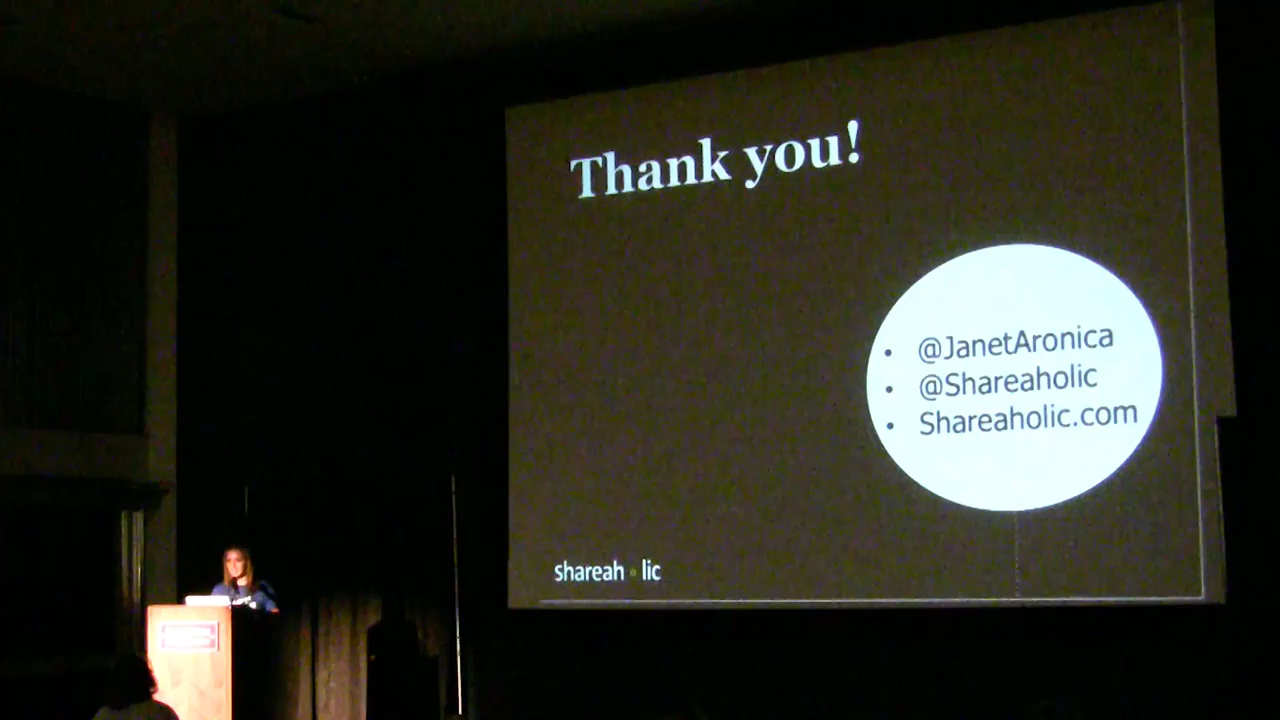 Thank you!
• @JanetAronica
• @Shareaholic
• Shareaholic.com
shareah lic